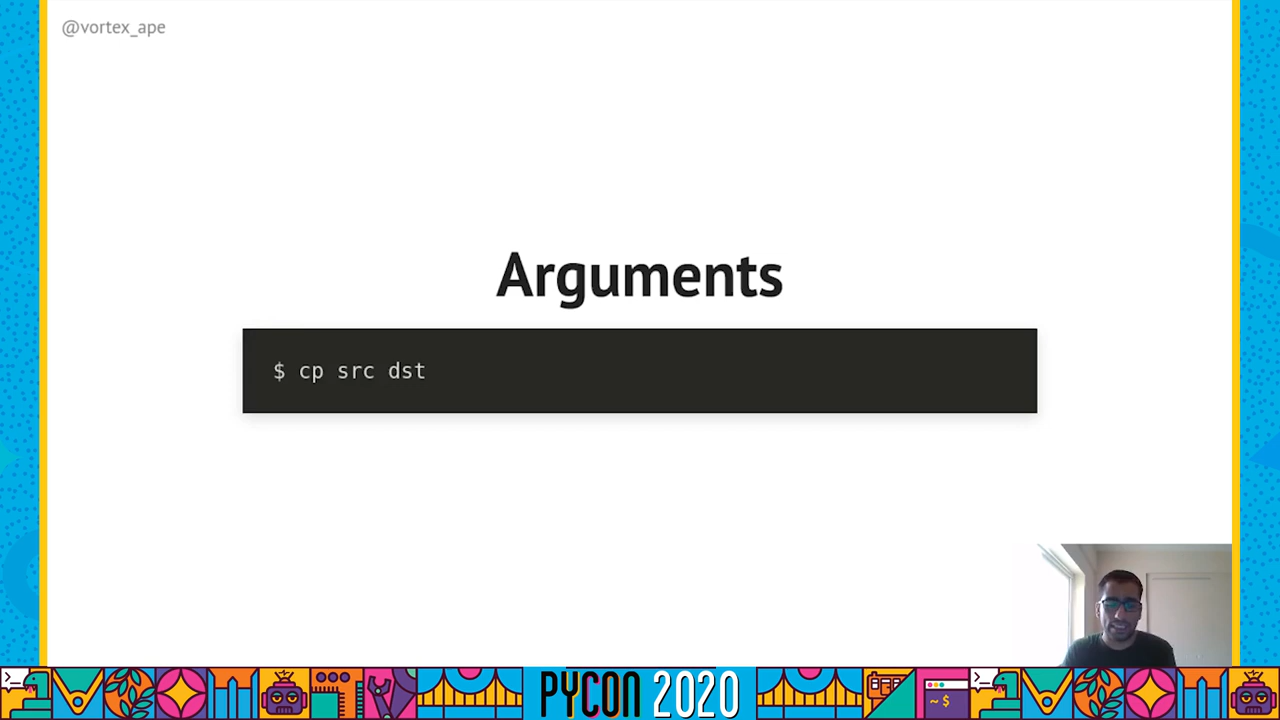 @vortex_ape
Arguments
$ cp src dst
PYCON 2020
~ $